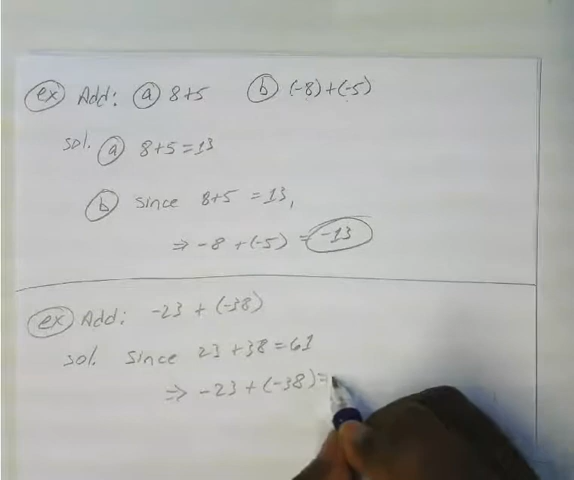 ex Add: a 8+5 b (-8)+(-5)
sol. a 8+5=13
b since 8+5 =13,
⇒ -8 +(-5) = -13
ex Add: -23 + (-38)
sol. since 23 +38=61
⇒ -23 + (-38)=